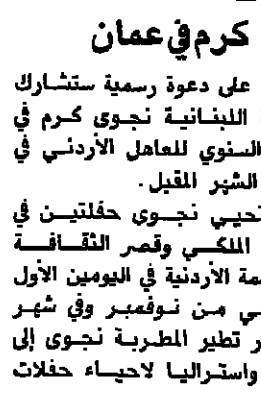 كرم في عمان
على دعوة رسمية ستشارك
اللبنانية نجوى كرم في
السنوي للعاهل الأردني في
الشهر المقبل.
تحيي نجوى حفلتين في
الملكي وقصر الثقافة
الأردنية في اليومين الأول
من نوفمبر وفي شهر
تطير المطربة نجوى إلى
واستراليا لاحياء حفلات